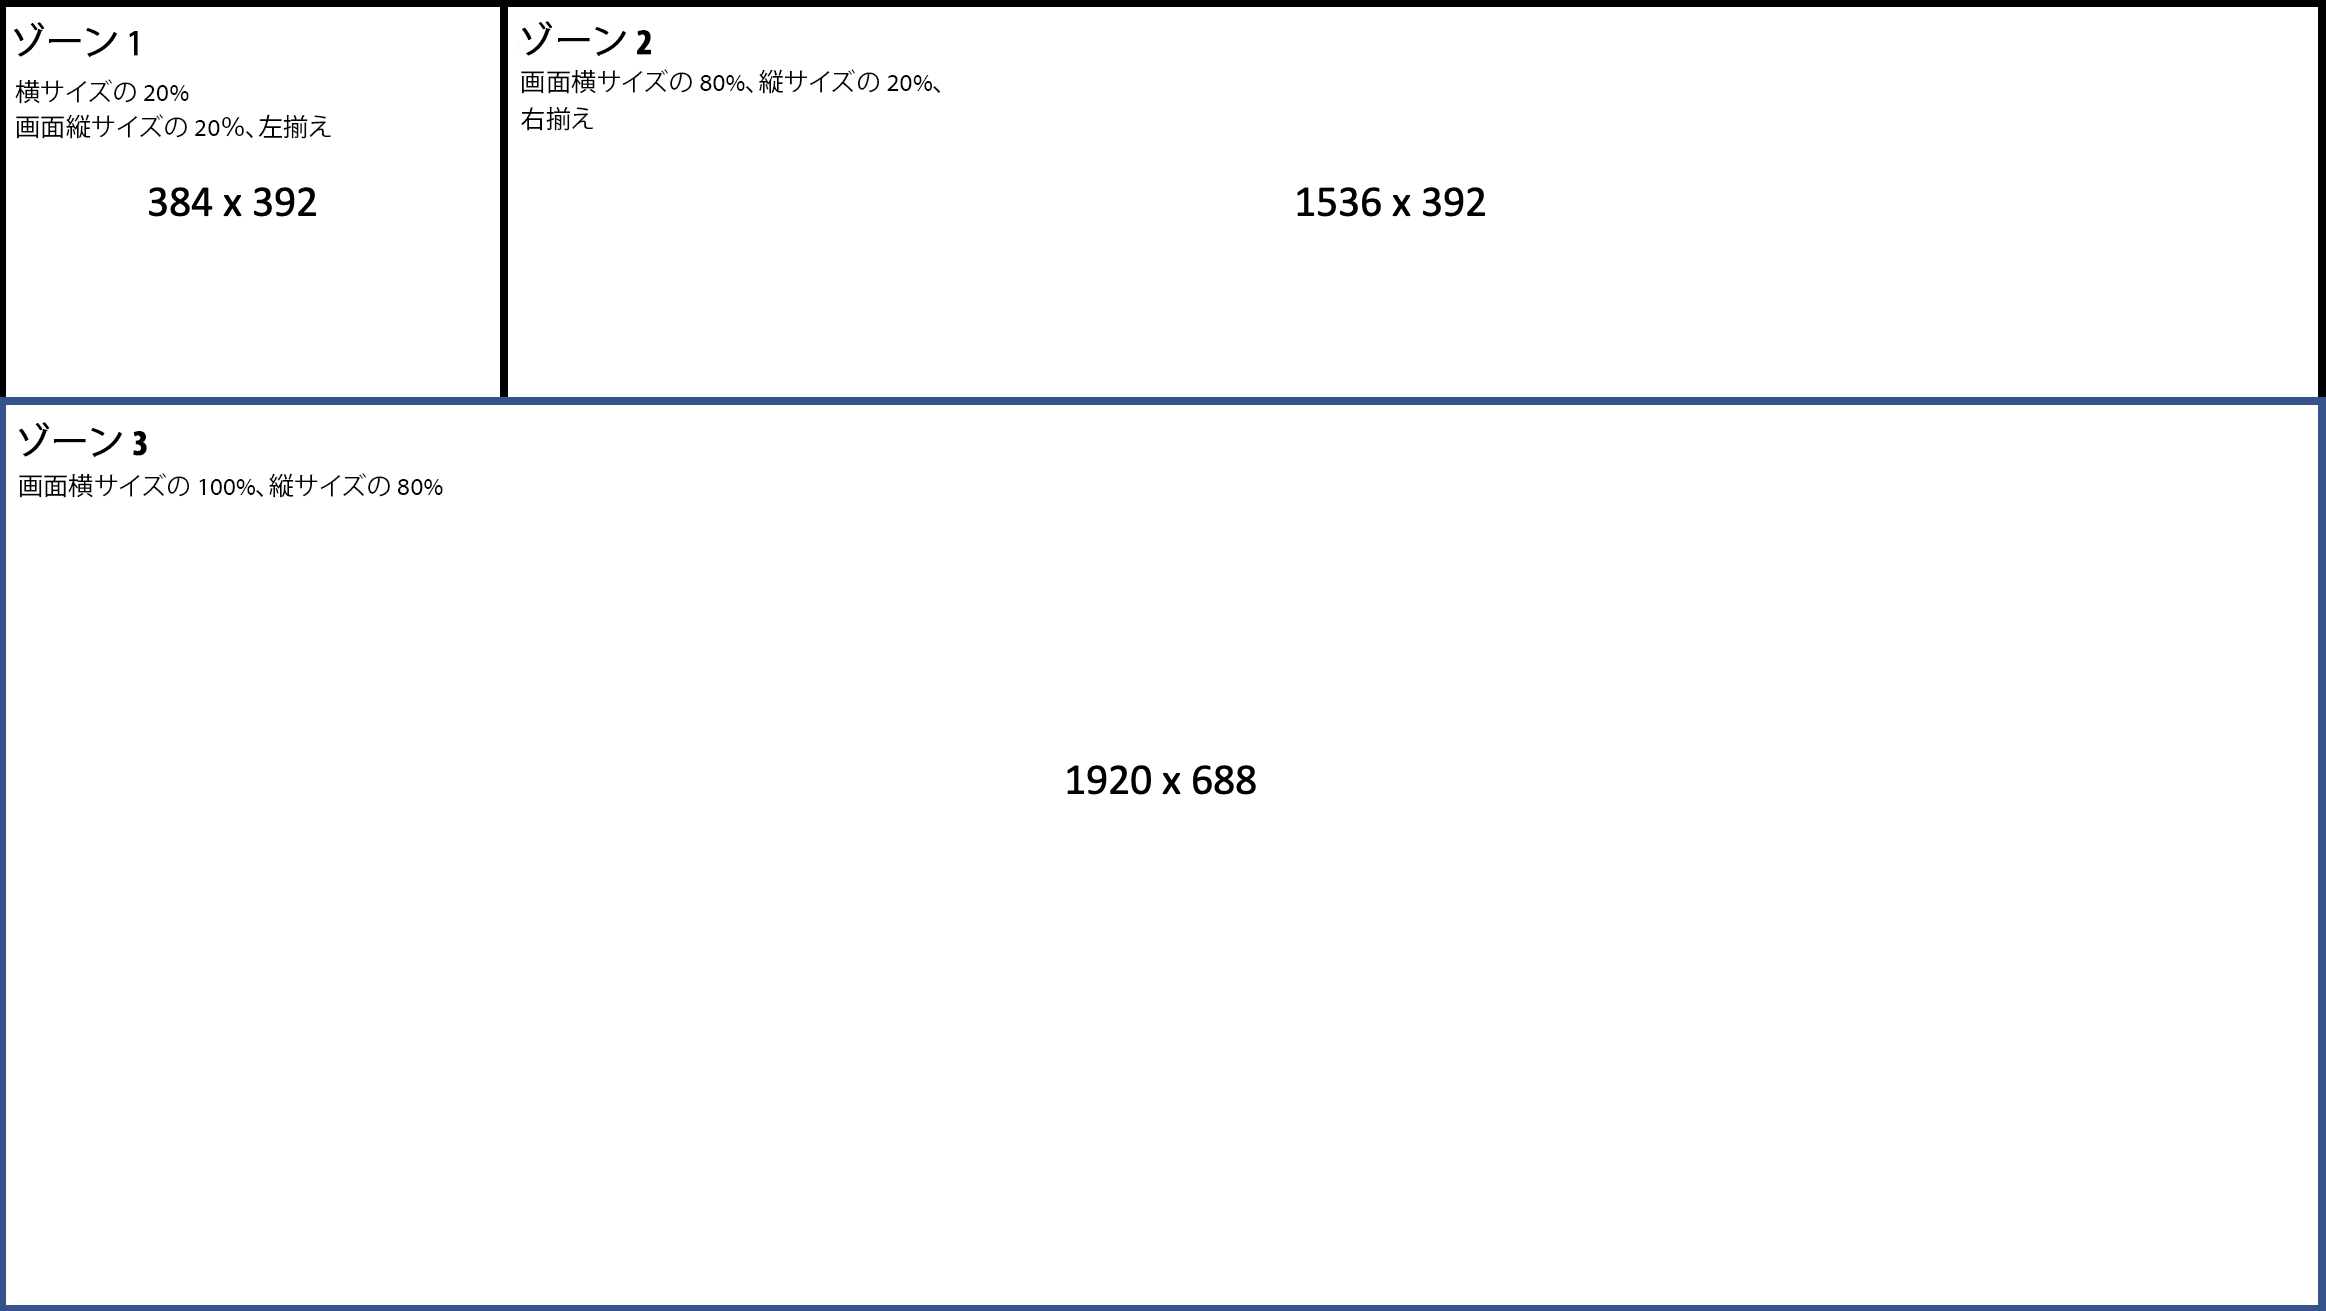 ゾーン 1
横サイズの 20%
画面縦サイズの 20%、左揃え
384 x 392
ゾーン 2
画面横サイズの 80%、縦サイズの 20%、
右揃え
1536 x 392
ゾーン 3
画面横サイズの 100%、縦サイズの 80%
1920 x 688